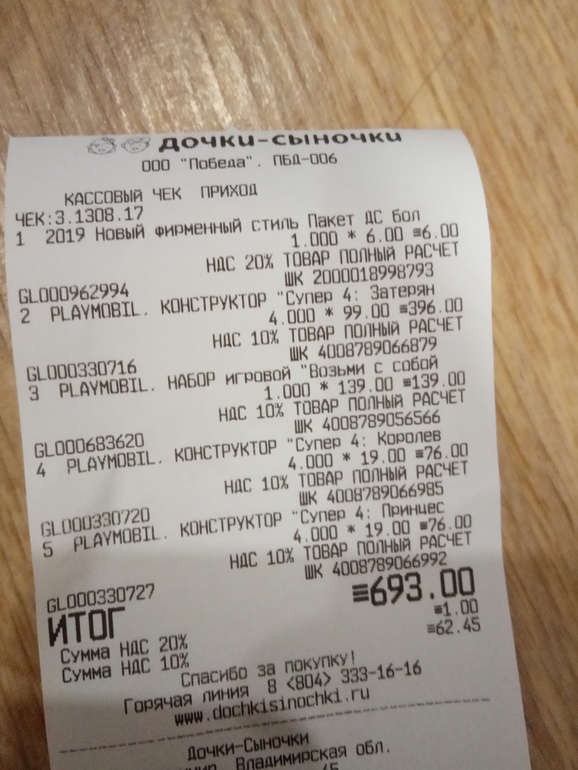 дочки-сыночки
ООО "Победа". ПБД-006
КАССОВЫЙ ЧЕК ПРИХОД
ЧЕК:3.1308.17
1 2019 Новый фирменный стиль Пакет ДС бол
1.000 * 6.00 ≡6.00
НДС 20% ТОВАР ПОЛНЫЙ РАСЧЕТ
ШК 2000018998793
GL000962994
2 PLAYMOBIL. КОНСТРУКТОР "Супер 4: Затерян
4.000 * 99.00 ≡396.00
НДС 10% ТОВАР ПОЛНЫЙ РАСЧЕТ
ШК 4008789066879
GL000330716
3 PLAYMOBIL. НАБОР ИГРОВОЙ "Возьми с собой
1.000 * 139.00 ≡139.00
НДС 10% ТОВАР ПОЛНЫЙ РАСЧЕТ
ШК 4008789056566
GL000683620
4 PLAYMOBIL. КОНСТРУКТОР "Супер 4: Королев
4.000 * 19.00 ≡76.00
НДС 10% ТОВАР ПОЛНЫЙ РАСЧЕТ
ШК 4008789066985
GL000330720
5 PLAYMOBIL. КОНСТРУКТОР "Супер 4: Принцес
4.000 * 19.00 ≡76.00
НДС 10% ТОВАР ПОЛНЫЙ РАСЧЕТ
ШК 4008789066992
GL000330727
ИТОГ ≡693.00
Сумма НДС 20% ≡1.00
Сумма НДС 10% ≡62.45
Спасибо за покупку!
Горячая линия 8 <804> 333-16-16
www.dochkisinochki.ru
Дочки-Сыночки
Владимирская обл.